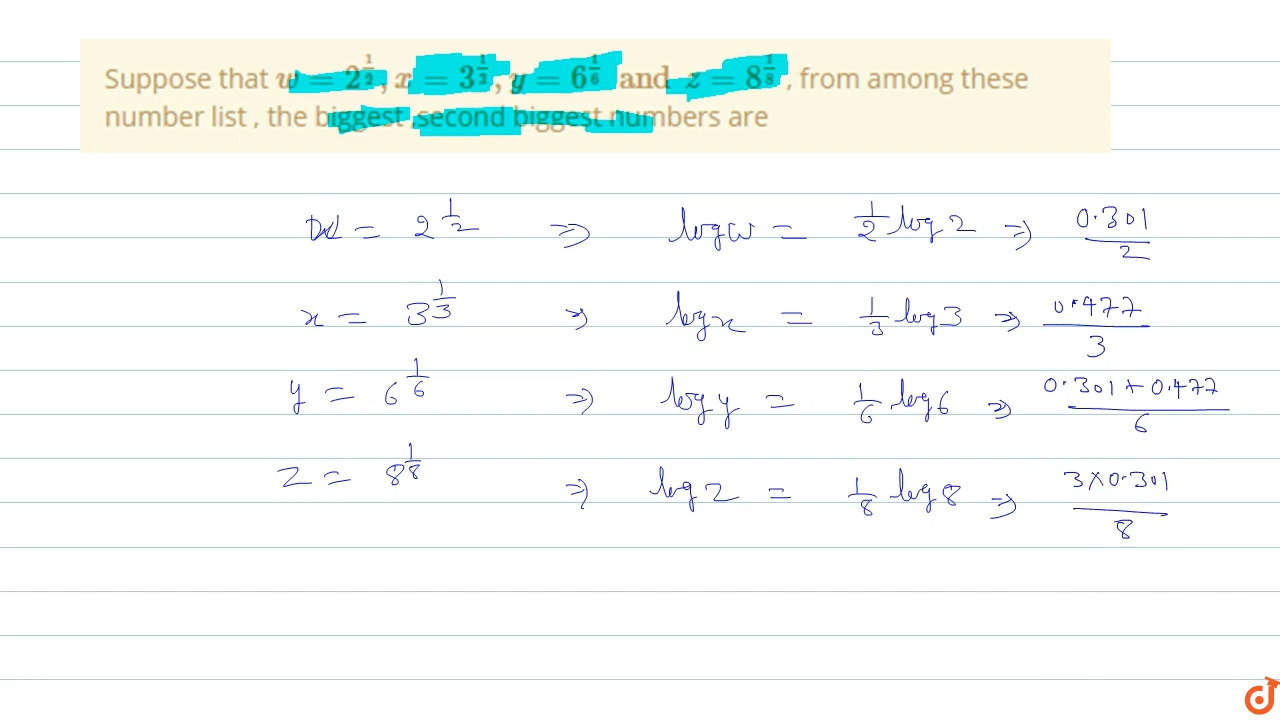 Suppose that w = 2^{1/2}, x = 3^{1/3}, y = 6^{1/6} and z = 8^{1/8}, from among these
number list , the biggest ,second biggest numbers are
w = 2^{1/2} ⇒ log w = 1/2 log 2 ⇒ 0.301/2
x = 3^{1/3} ⇒ log x = 1/3 log 3 ⇒ 0.477/3
y = 6^{1/6} ⇒ log y = 1/6 log 6 ⇒ (0.301 + 0.477)/6
z = 8^{1/8} ⇒ log z = 1/8 log 8 ⇒ (3 × 0.301)/8